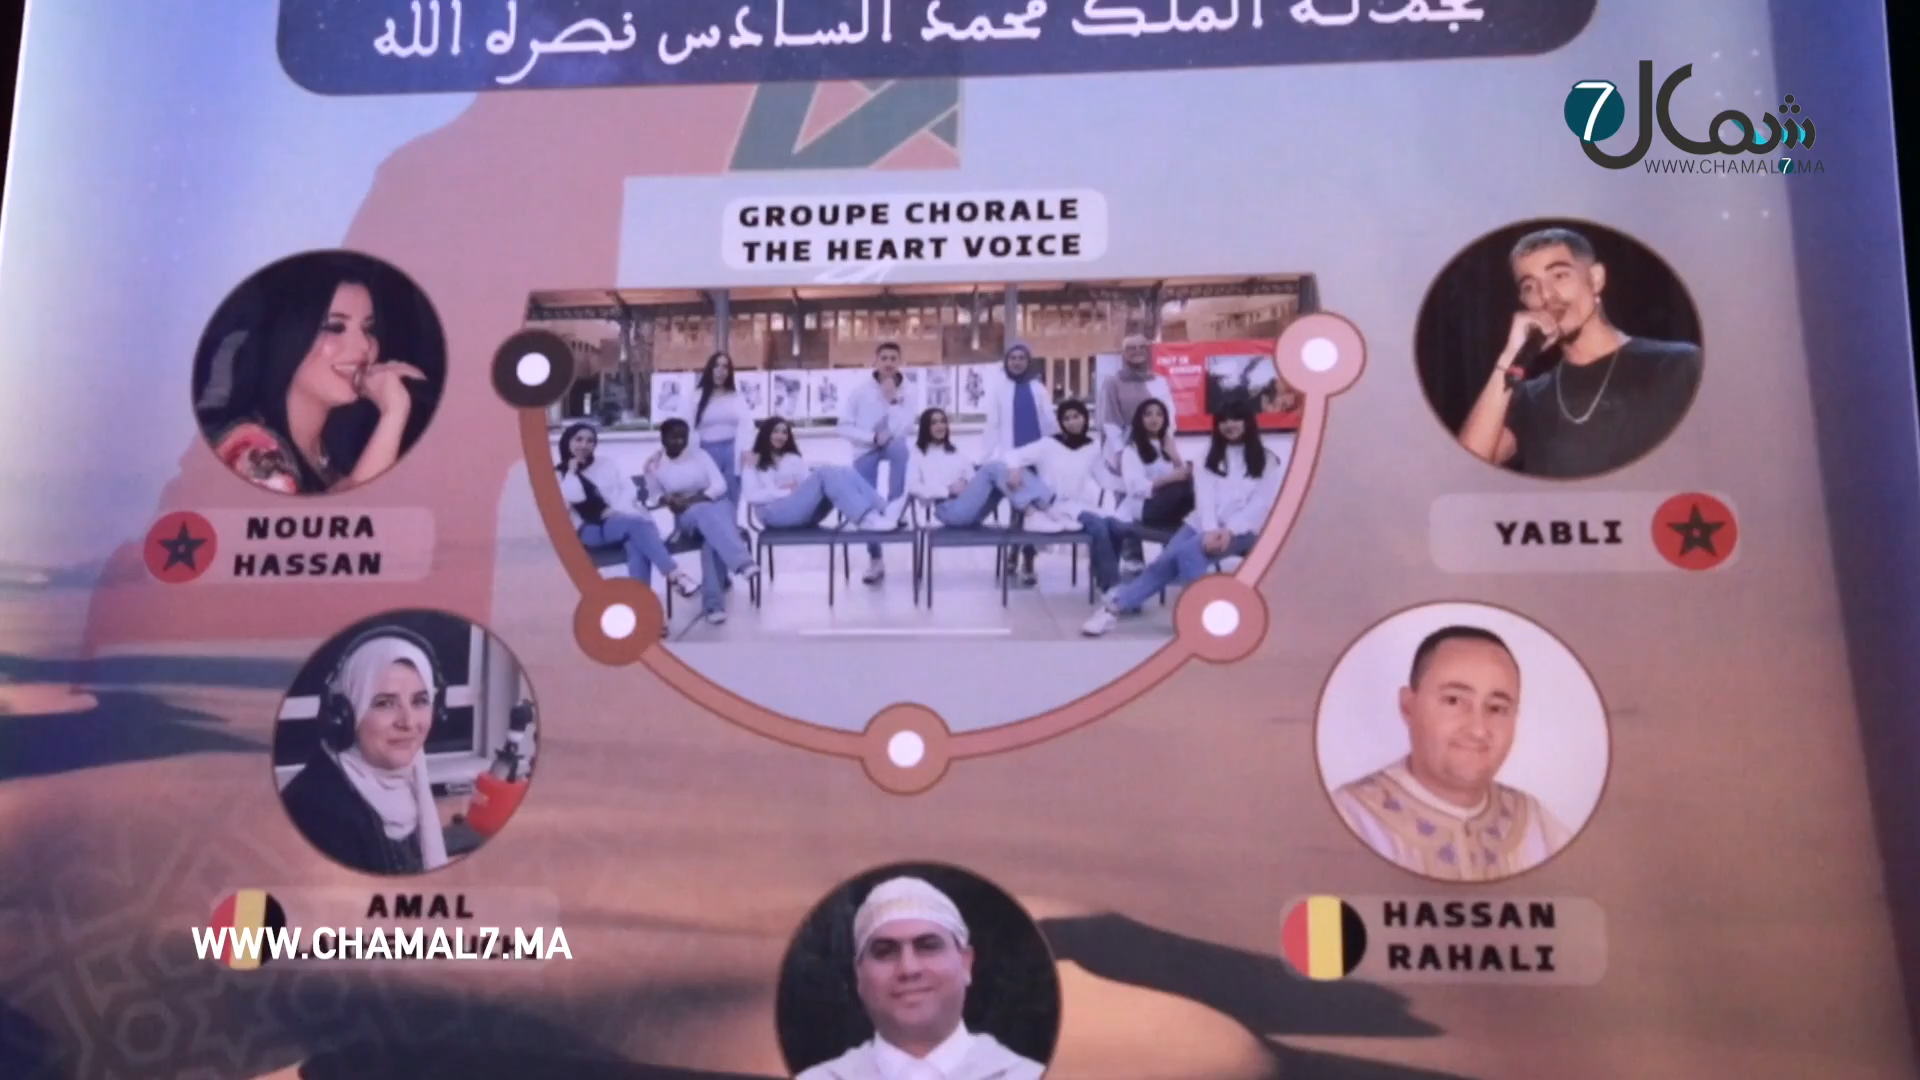 الملك محمد السادس نصره الله
شمال
7
WWW.CHAMAL7.MA
GROUPE CHORALE
THE HEART VOICE
NOURA
HASSAN
YABLI
AMAL
HASSAN
RAHALI
WWW.CHAMAL7.MA